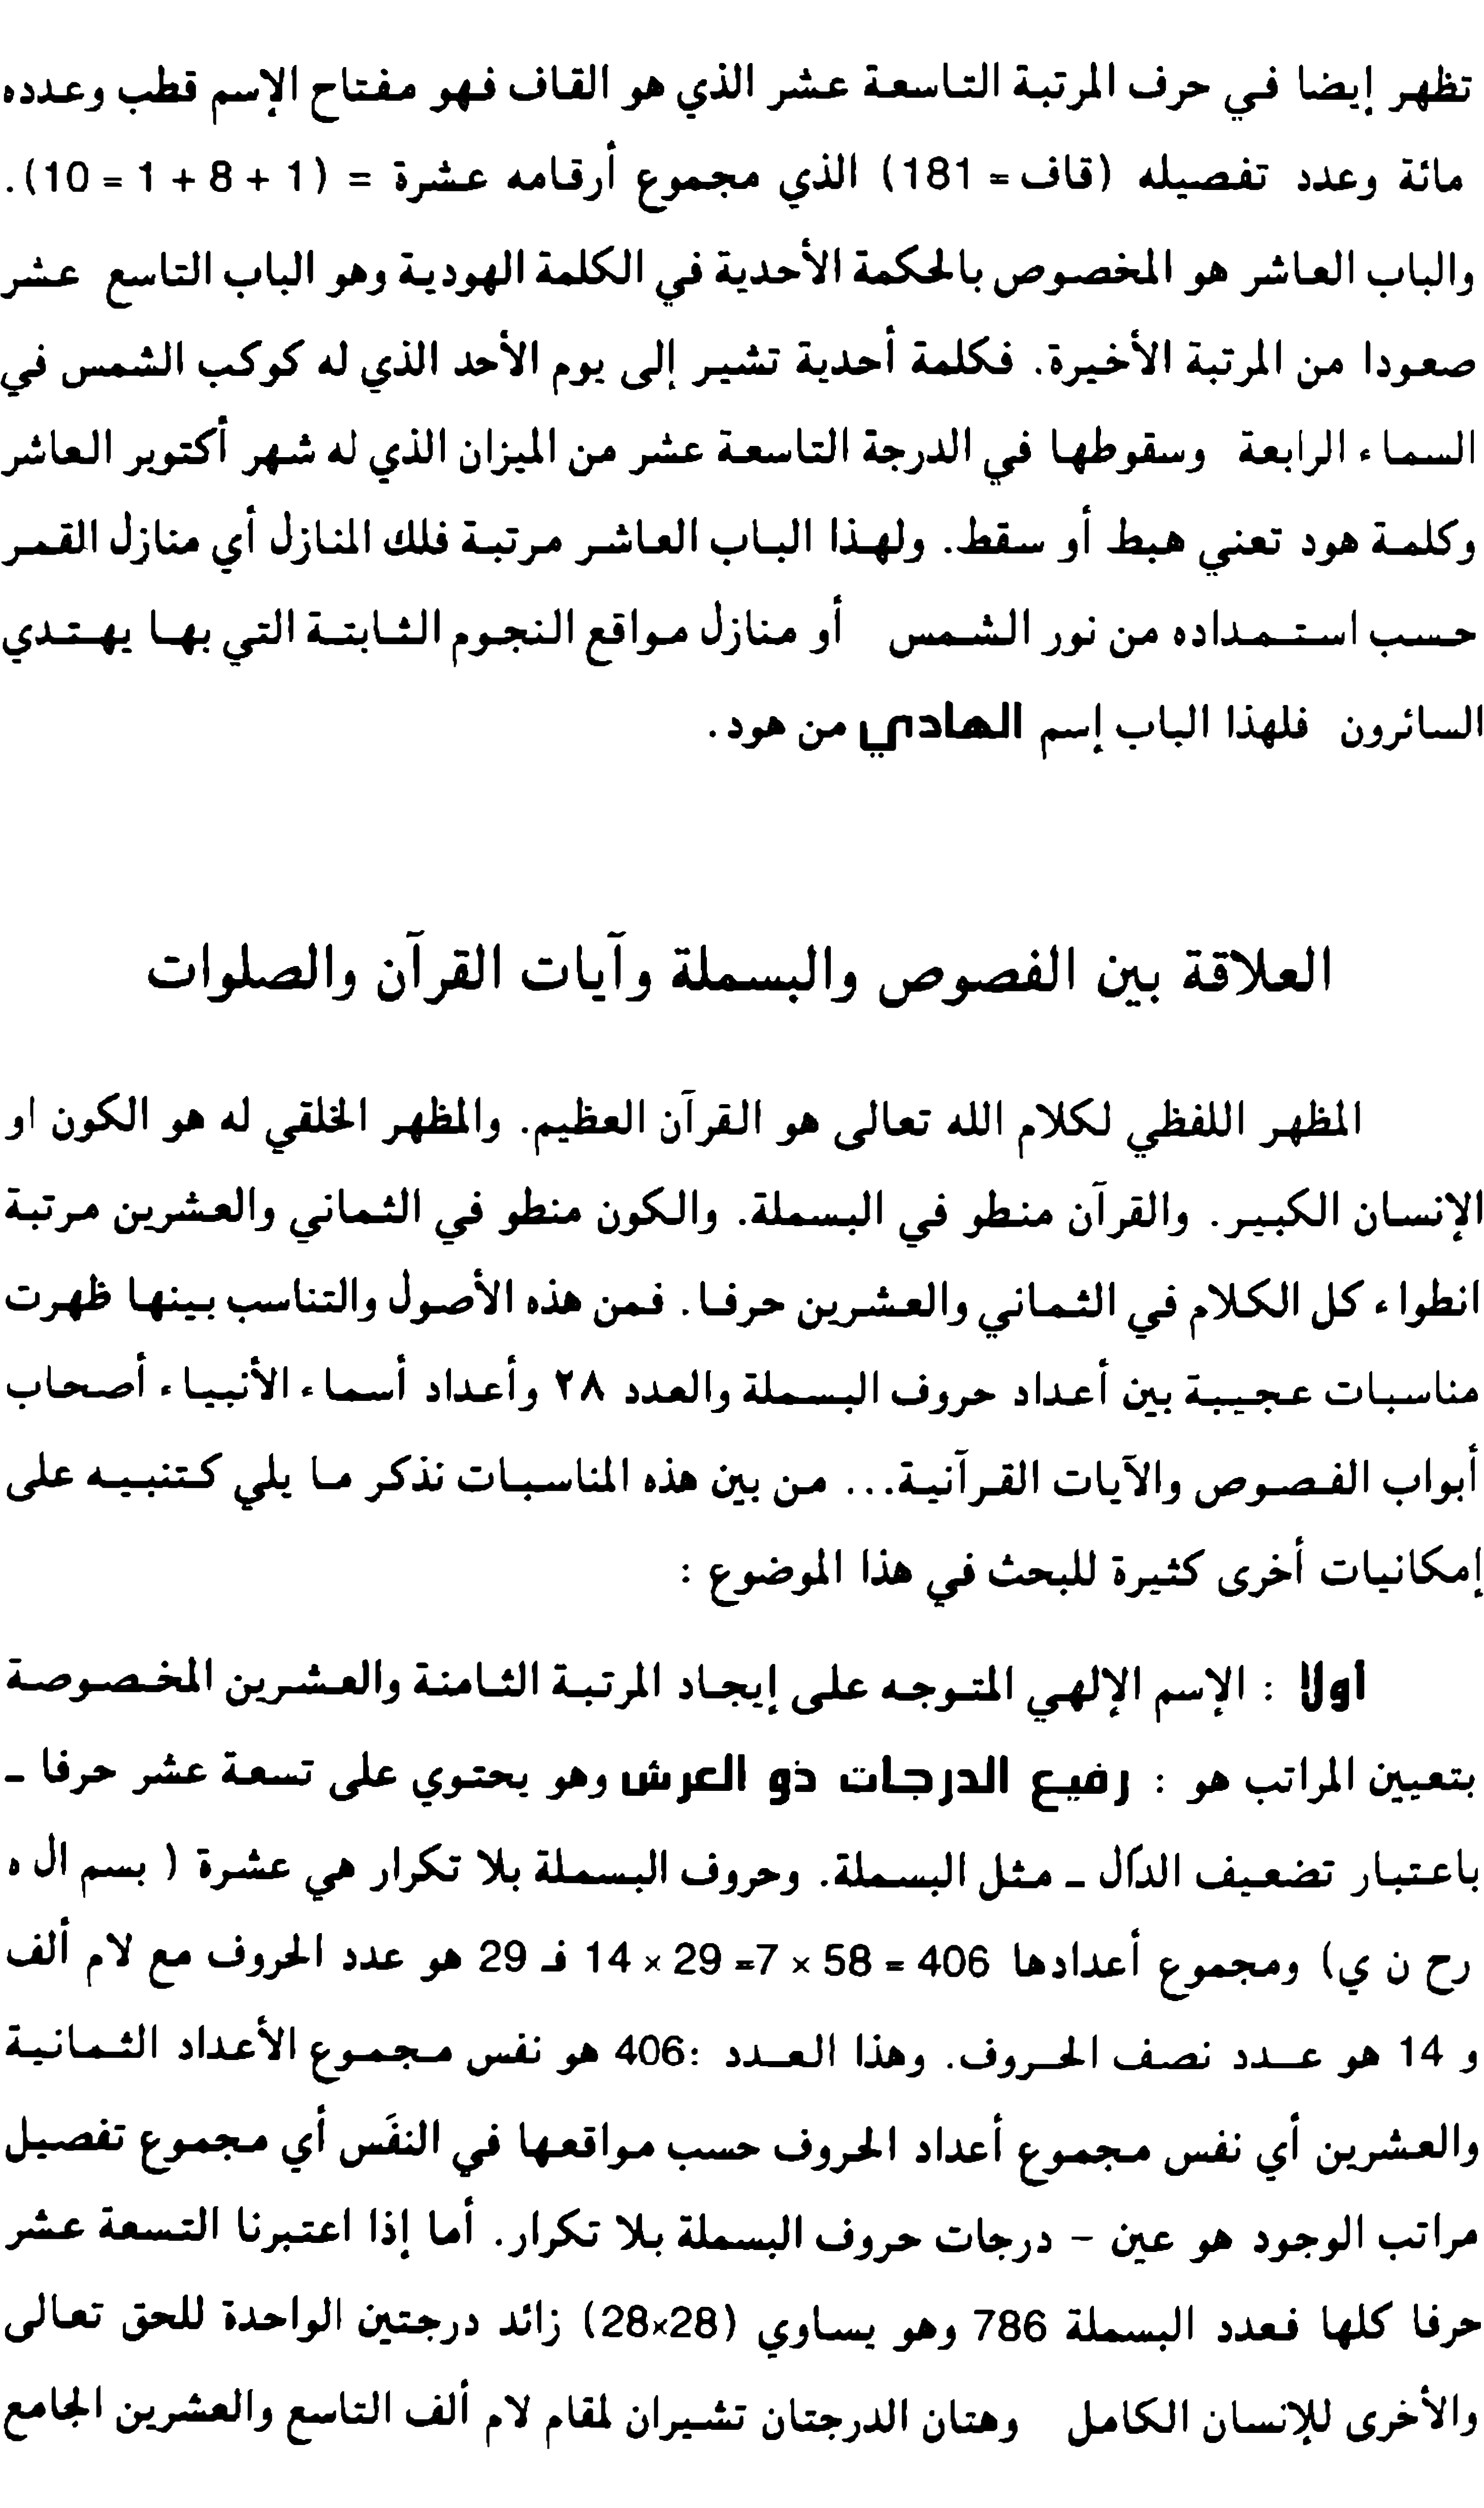 تظهر إيضا في حرف المرتبة التاسعة عشر الذي هو القاف فهو مفتاح الإسم قطب وعدده
مائة وعدد تفصيله (قاف = 181) الذي مجموع أرقامه عشرة = (1 + 8 + 1 = 10).
والباب العاشر هو المخصوص بالحكمة الأحدية في الكلمة الهودية وهو الباب التاسع عشر
صعودا من المرتبة الأخيرة. فكلمة أحدية تشير إلى يوم الأحد الذي له كوكب الشمس في
السماء الرابعة وسقوطها في الدرجة التاسعة عشر من الميزان الذي له شهر أكتوبر العاشر
وكلمة هود تعني هبط أو سقط. ولهذا الباب العاشر مرتبة فلك المنازل أي منازل القمر
حسب استمداده من نور الشمس أو منازل مواقع النجوم الثابتة التي بها يهتدي
السائرون فلهذا الباب إسم الهادي من هود.
العلاقة بين الفصوص والبسملة وآيات القرآن والصلوات
المظهر اللفظي لكلام الله تعالى هو القرآن العظيم. والمظهر الخلقي له هو الكون او
الإنسان الكبير. والقرآن منطو في البسملة. والكون منطو في الثماني والعشرين مرتبة
انطواء كل الكلام في الثماني والعشرين حرفا. فمن هذه الأصول والتناسب بينها ظهرت
مناسبات عجيبة بين أعداد حروف البسملة والعدد ٢٨ وأعداد أسماء الأنبياء أصحاب
أبواب الفصوص والآيات القرآنية... من بين هذه المناسبات نذكر ما يلي كتنبيه على
إمكانيات أخرى كثيرة للبحث في هذا الموضوع :
اولا : الإسم الإلهي المتوجه على إيجاد المرتبة الثامنة والعشرين المخصوصة
بتعيين المراتب هو : رفيع الدرجات ذو العرش وهو يحتوي على تسعة عشر حرفا ـ
باعتبار تضعيف الدال ـ مثل البسملة. وحروف البسملة بلا تكرار هي عشرة ( بسم ال ه
رح ن ي) ومجموع أعدادها 406 = 58 × 7= 29 × 14 فـ 29 هو عدد الحروف مع لام ألف
و 14 هو عدد نصف الحروف. وهذا العدد :406 هو نفس مجموع الأعداد الثمانية
والعشرين أي نفس مجموع أعداد الحروف حسب مواقعها في النفَس أي مجموع تفصيل
مراتب الوجود هو عين - درجات حروف البسملة بلا تكرار. أما إذا اعتبرنا التسعة عشر
حرفا كلها فعدد البسملة 786 وهو يساوي (28×28) زائد درجتين الواحدة للحق تعالى
والأخرى للإنسان الكامل وهتان الدرجتان تشيران لمقام لام ألف التاسع والعشرين الجامع